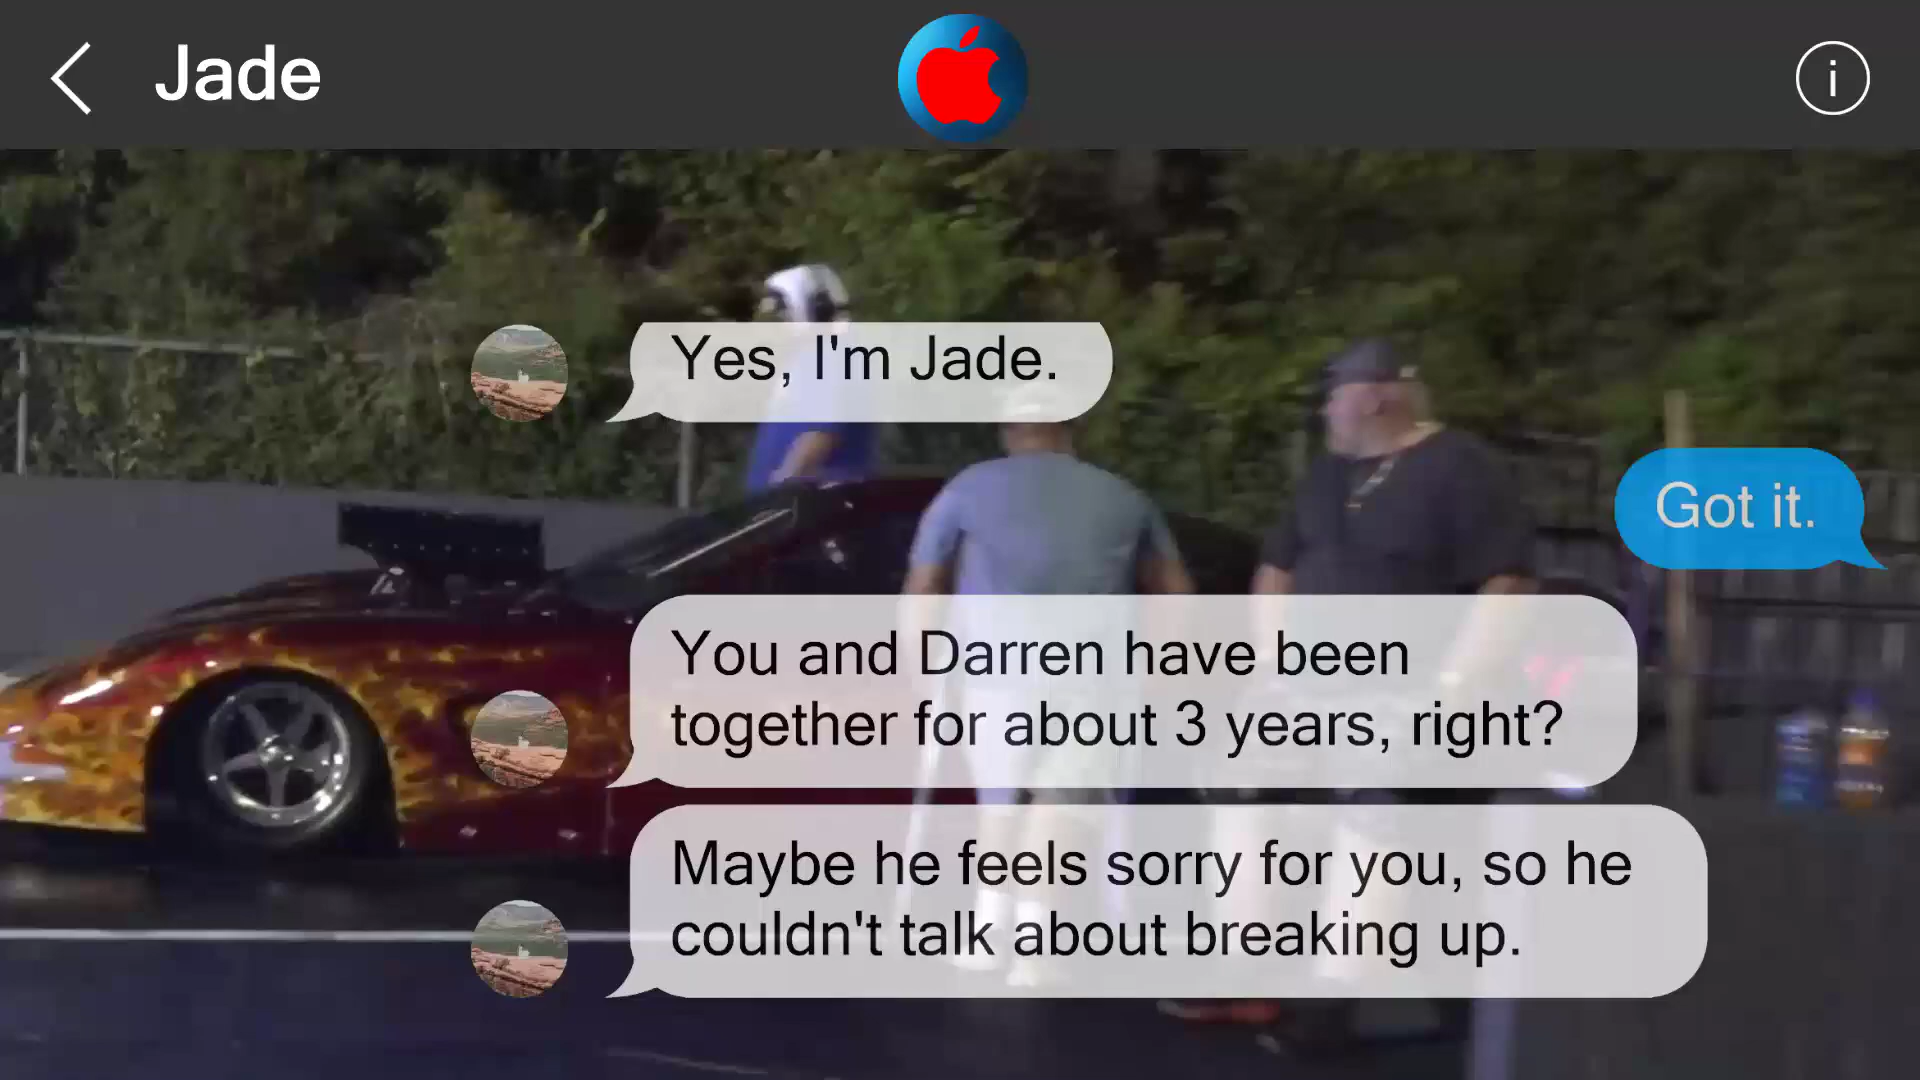 Jade
i
Yes, I'm Jade.
Got it.
You and Darren have been
together for about 3 years, right?
Maybe he feels sorry for you, so he
couldn't talk about breaking up.